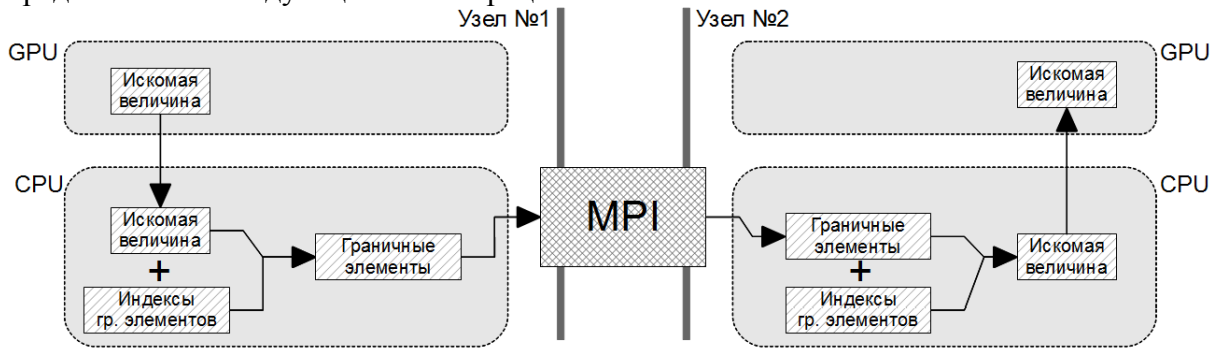 Узел №1
Узел №2
GPU
Искомая
величина
CPU
Искомая
величина
+
Индексы
гр. элементов
Граничные
элементы
MPI
GPU
Искомая
величина
CPU
Граничные
элементы
+
Индексы
гр. элементов
Искомая
величина